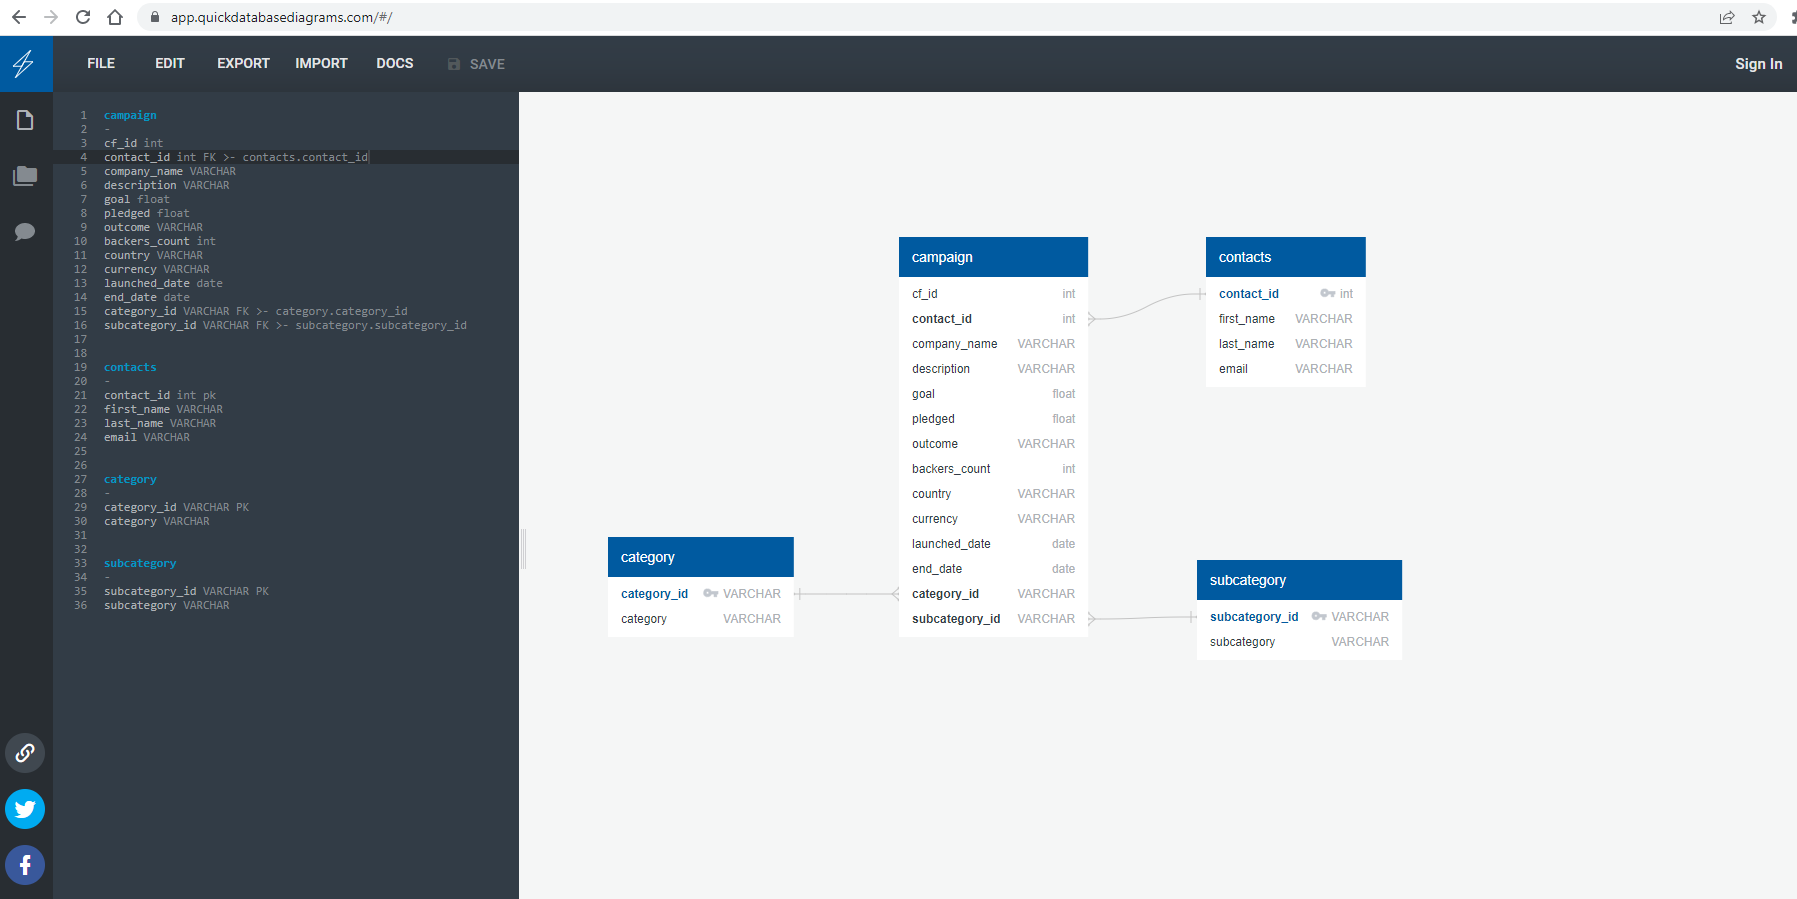 app.quickdatabasediagrams.com/#/
FILE EDIT EXPORT IMPORT DOCS SAVE Sign In
1 campaign
2 -
3 cf_id int
4 contact_id int FK >- contacts.contact_id
5 company_name VARCHAR
6 description VARCHAR
7 goal float
8 pledged float
9 outcome VARCHAR
10 backers_count int
11 country VARCHAR
12 currency VARCHAR
13 launched_date date
14 end_date date
15 category_id VARCHAR FK >- category.category_id
16 subcategory_id VARCHAR FK >- subcategory.subcategory_id
17
18
19 contacts
20 -
21 contact_id int pk
22 first_name VARCHAR
23 last_name VARCHAR
24 email VARCHAR
25
26
27 category
28 -
29 category_id VARCHAR PK
30 category VARCHAR
31
32
33 subcategory
34 -
35 subcategory_id VARCHAR PK
36 subcategory VARCHAR
campaign
cf_id int
contact_id int
company_name VARCHAR
description VARCHAR
goal float
pledged float
outcome VARCHAR
backers_count int
country VARCHAR
currency VARCHAR
launched_date date
end_date date
category_id VARCHAR
subcategory_id VARCHAR
contacts
contact_id int
first_name VARCHAR
last_name VARCHAR
email VARCHAR
category
category_id VARCHAR
category VARCHAR
subcategory
subcategory_id VARCHAR
subcategory VARCHAR